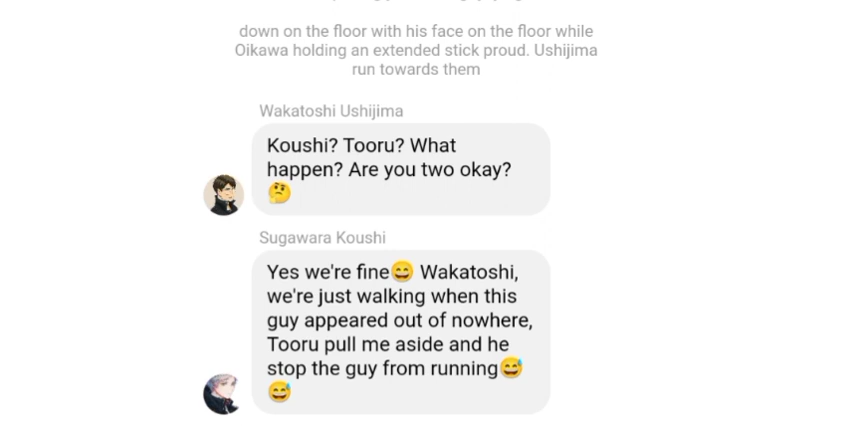 down on the floor with his face on the floor while
Oikawa holding an extended stick proud. Ushijima
run towards them
Wakatoshi Ushijima
Koushi? Tooru? What
happen? Are you two okay?
🤔
Sugawara Koushi
Yes we're fine😄 Wakatoshi,
we're just walking when this
guy appeared out of nowhere,
Tooru pull me aside and he
stop the guy from running😅
😅